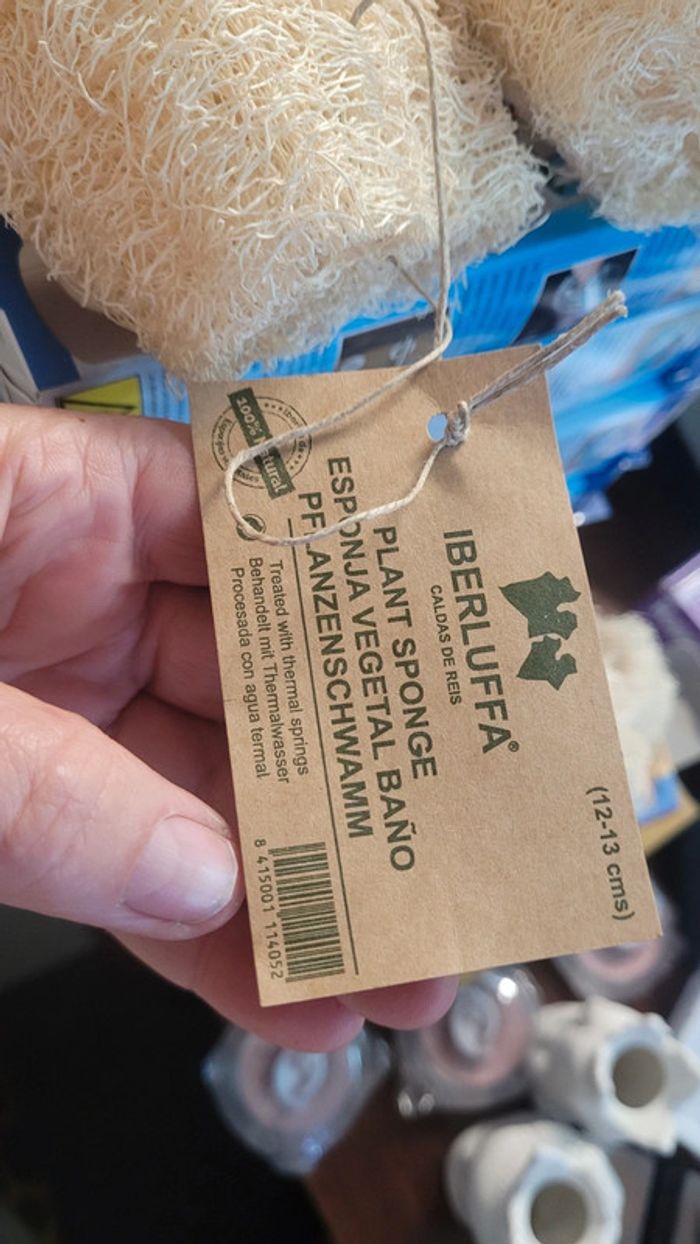 (12-13 cms)
IBERLUFFA®
CALDAS DE REIS
PLANT SPONGE
ESPONJA VEGETAL BAÑO
PFLANZENSCHWAMM
100% Natural
Treated with thermal springs
Behandelt mit Thermalwasser
Procesada con agua termal
8 415001 114052